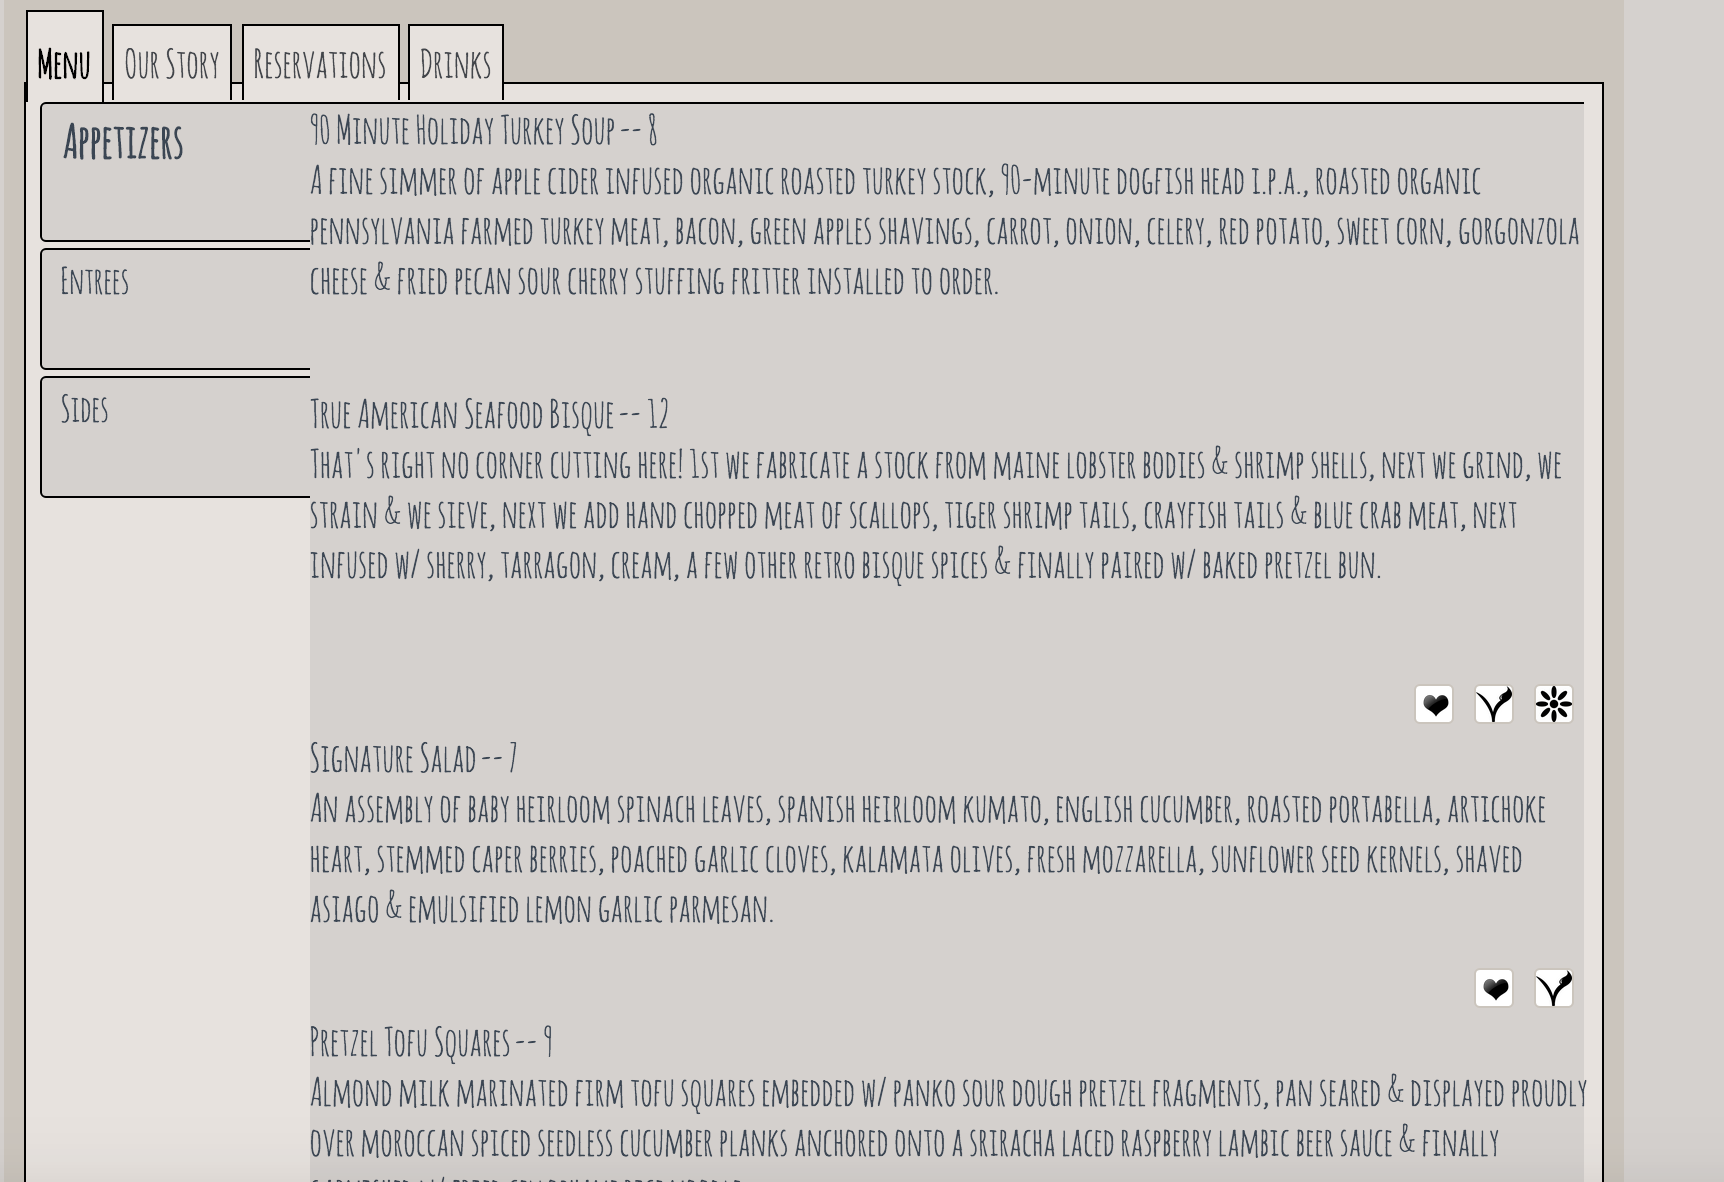 Menu
Our Story
Reservations
Drinks
Appetizers
Entrees
Sides
90 Minute Holiday Turkey Soup -- 8
A fine simmer of apple cider infused organic roasted turkey stock, 90-minute dogfish head I.P.A., roasted organic
Pennsylvania farmed turkey meat, bacon, green apples shavings, carrot, onion, celery, red potato, sweet corn, gorgonzola
cheese & fried pecan sour cherry stuffing fritter installed to order.
True American Seafood Bisque -- 12
That's right no corner cutting here! 1st we fabricate a stock from maine lobster bodies & shrimp shells, next we grind, we
strain & we sieve, next we add hand chopped meat of scallops, tiger shrimp tails, crayfish tails & blue crab meat, next
infused w/ sherry, tarragon, cream, a few other retro bisque spices & finally paired w/ baked pretzel bun.
Signature Salad -- 7
An assembly of baby heirloom spinach leaves, spanish heirloom kumato, english cucumber, roasted portabella, artichoke
heart, stemmed caper berries, poached garlic cloves, kalamata olives, fresh mozzarella, sunflower seed kernels, shaved
asiago & emulsified lemon garlic parmesan.
Pretzel Tofu Squares -- 9
Almond milk marinated firm tofu squares embedded w/ panko sour dough pretzel fragments, pan seared & displayed proudly
over moroccan spiced seedless cucumber planks anchored onto a sriracha laced raspberry lambic beer sauce & finally